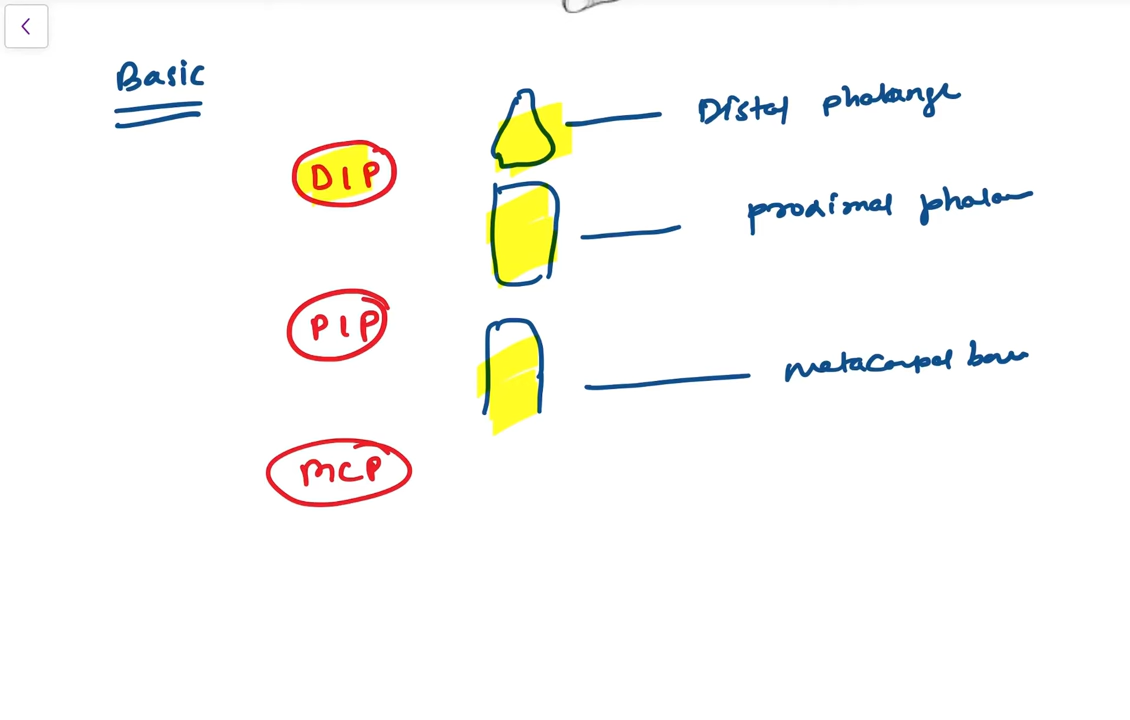 Basic
Distal phalange
DIP
proximal phalan
PIP
metacarpal bone
MCP